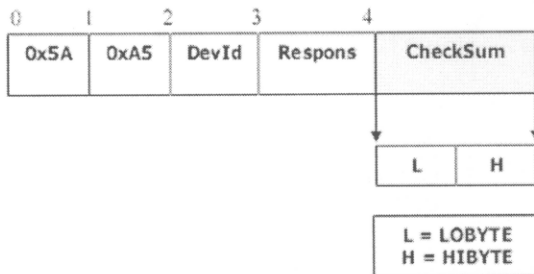 0 1 2 3 4
0x5A 0xA5 DevId Respons CheckSum
L H
L = LOBYTE
H = HIBYTE